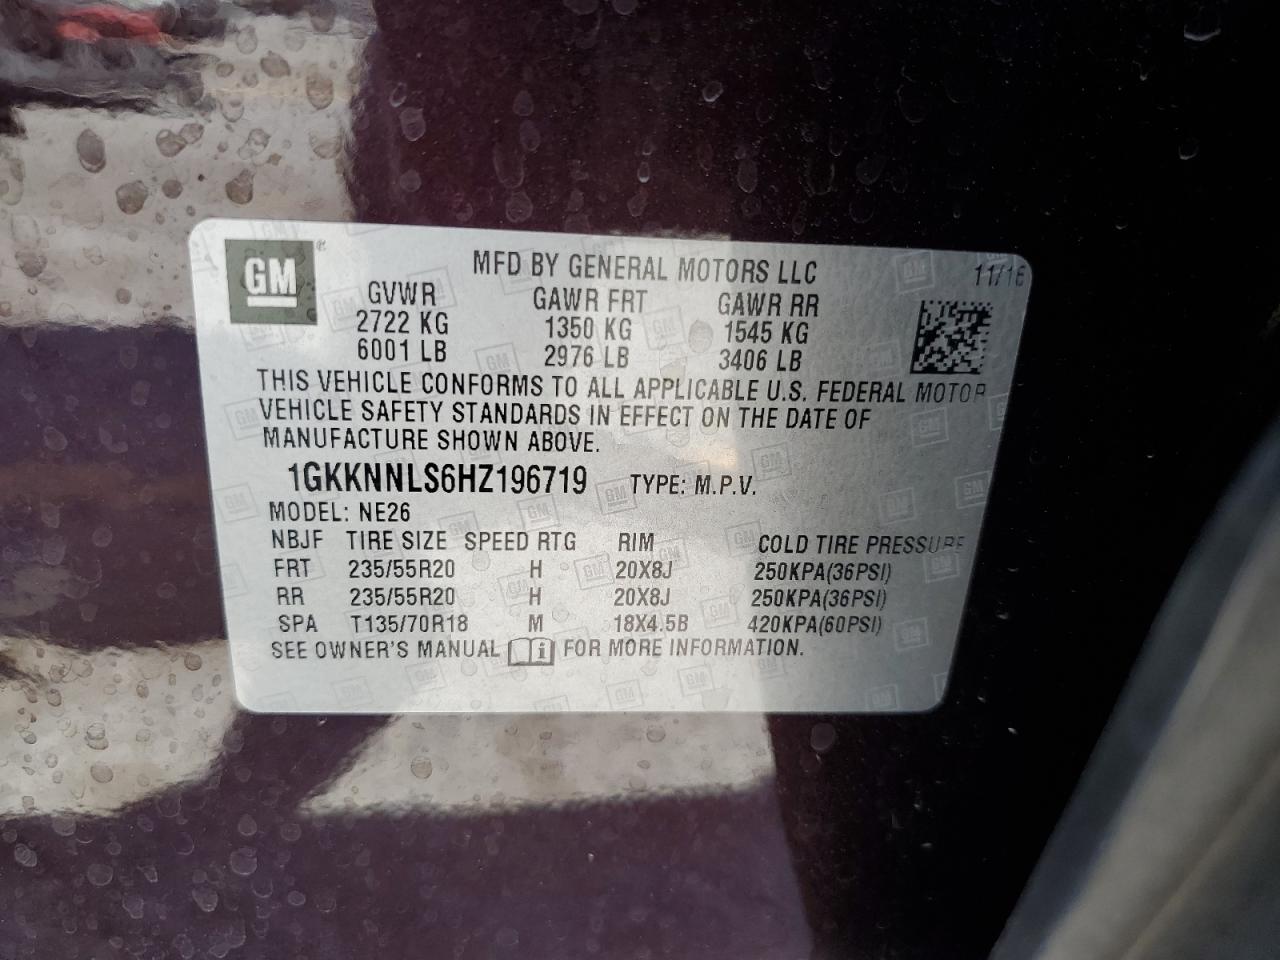 GM ®
MFD BY GENERAL MOTORS LLC 11/16
GVWR GAWR FRT GAWR RR
2722 KG 1350 KG 1545 KG
6001 LB 2976 LB 3406 LB
THIS VEHICLE CONFORMS TO ALL APPLICABLE U.S. FEDERAL MOTOR
VEHICLE SAFETY STANDARDS IN EFFECT ON THE DATE OF
MANUFACTURE SHOWN ABOVE.
1GKKNNLS6HZ196719 TYPE: M.P.V.
MODEL: NE26
NBJF TIRE SIZE SPEED RTG RIM COLD TIRE PRESSURE
FRT 235/55R20 H 20X8J 250KPA(36PSI)
RR 235/55R20 H 20X8J 250KPA(36PSI)
SPA T135/70R18 M 18X4.5B 420KPA(60PSI)
SEE OWNER'S MANUAL i FOR MORE INFORMATION.